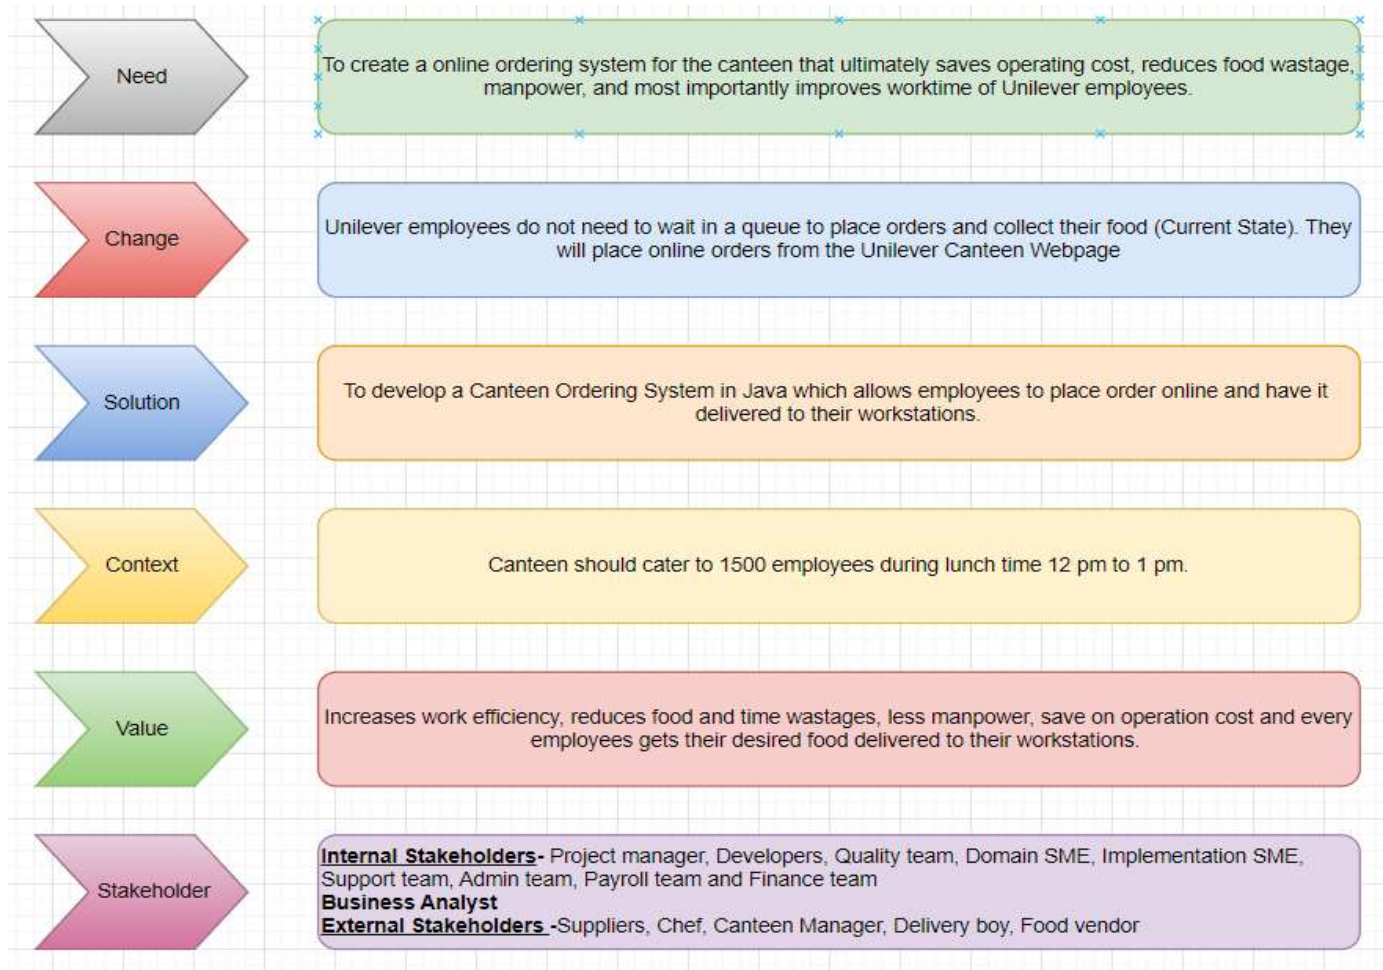 Need
To create a online ordering system for the canteen that ultimately saves operating cost, reduces food wastage,
manpower, and most importantly improves worktime of Unilever employees.
Change
Unilever employees do not need to wait in a queue to place orders and collect their food (Current State). They
will place online orders from the Unilever Canteen Webpage
Solution
To develop a Canteen Ordering System in Java which allows employees to place order online and have it
delivered to their workstations.
Context
Canteen should cater to 1500 employees during lunch time 12 pm to 1 pm.
Value
Increases work efficiency, reduces food and time wastages, less manpower, save on operation cost and every
employees gets their desired food delivered to their workstations.
Stakeholder
Internal Stakeholders- Project manager, Developers, Quality team, Domain SME, Implementation SME,
Support team, Admin team, Payroll team and Finance team
Business Analyst
External Stakeholders -Suppliers, Chef, Canteen Manager, Delivery boy, Food vendor